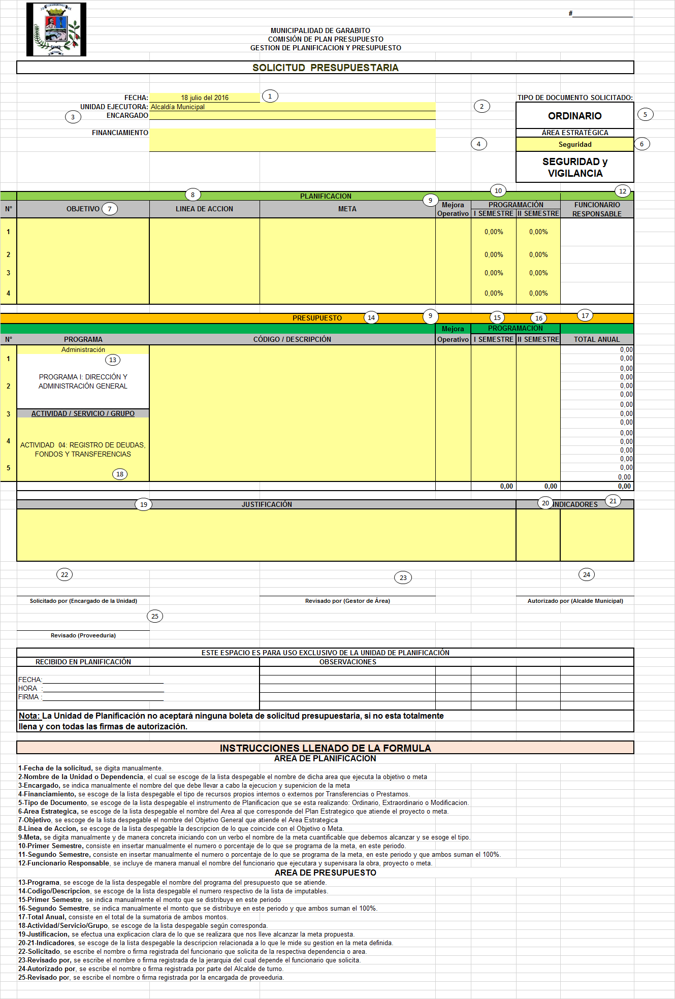 #
MUNICIPALIDAD DE GARABITO
COMISIÓN DE PLAN PRESUPUESTO
GESTION DE PLANIFICACION Y PRESUPUESTO
SOLICITUD PRESUPUESTARIA
FECHA: 18 julio del 2016 1 TIPO DE DOCUMENTO SOLICITADO:
UNIDAD EJECUTORA: Alcaldía Municipal 2
3 ENCARGADO ORDINARIO 5
FINANCIAMIENTO ÁREA ESTRATÉGICA
4 Seguridad 6
SEGURIDAD y
VIGILANCIA
8 PLANIFICACION 9 10 12
N° OBJETIVO 7 LINEA DE ACCION META Mejora Operativo PROGRAMACIÓN FUNCIONARIO RESPONSABLE
I SEMESTRE II SEMESTRE
1 0,00% 0,00%
2 0,00% 0,00%
3 0,00% 0,00%
4 0,00% 0,00%
PRESUPUESTO 14 9 15 16 17
Mejora PROGRAMACION
N° PROGRAMA CÓDIGO / DESCRIPCIÓN Operativo I SEMESTRE II SEMESTRE TOTAL ANUAL
Administración 0,00
1 13 0,00
0,00
PROGRAMA I: DIRECCIÓN Y 0,00
2 ADMINISTRACIÓN GENERAL 0,00
0,00
0,00
3 ACTIVIDAD / SERVICIO / GRUPO 0,00
0,00
0,00
4 0,00
ACTIVIDAD 04: REGISTRO DE DEUDAS, 0,00
FONDOS Y TRANSFERENCIAS 0,00
5 0,00
18 0,00
0,00 0,00 0,00
19 JUSTIFICACIÓN 20 INDICADORES 21
22 23 24
Solicitado por (Encargado de la Unidad) Revisado por (Gestor de Área) Autorizado por (Alcalde Municipal)
25
Revisado (Proveeduria)
ESTE ESPACIO ES PARA USO EXCLUSIVO DE LA UNIDAD DE PLANIFICACIÓN
RECIBIDO EN PLANIFICACIÓN OBSERVACIONES
FECHA:
HORA :
FIRMA :
Nota: La Unidad de Planificación no aceptará ninguna boleta de solicitud presupuestaria, si no esta totalmente
llena y con todas las firmas de autorización.
INSTRUCCIONES LLENADO DE LA FORMULA
AREA DE PLANIFICACION
1-Fecha de la solicitud, se digita manualmente.
2-Nombre de la Unidad o Dependencia, el cual se escoge de la lista despegable el nombre de dicha area que ejecuta la objetivo o meta
3-Encargado, se indica manualmente el nombre del que debe llevar a cabo la ejecucion y supervicion de la meta
4-Financiamiento, se escoge de la lista despegable el tipo de recursos propios internos o externos por Transferencias o Prestamos.
5-Tipo de Documento, se escoge de la lista despegable el instrumento de Planificacion que se esta realizando: Ordinario, Extraordinario o Modificacion.
6-Area Estrategica, se escoge de la lista despegable el nombre del Area al que corresponde del Plan Estrategico que atiende el proyecto o meta.
7-Objetivo, se escoge de la lista despegable el nombre del Objetivo General que atiende el Area Estrategica
8-Linea de Accion, se escoge de la lista despegable la descripcion de lo que coincide con el Objetivo o Meta.
9-Meta, se digita manualmente y de manera concreta iniciando con un verbo el nombre de la meta cuantificable que debemos alcanzar y se esoge el tipo.
10-Primer Semestre, consiste en insertar manualmente el numero o porcentaje de lo que se programa de la meta, en este periodo.
11-Segundo Semestre, consiste en insertar manualmente el numero o porcentaje de lo que se programa de la meta, en este periodo y que ambos suman el 100%.
12-Funcionario Responsable, se incluye de manera manual el nombre del funcionario que ejecutara y supervisara la obra, proyecto o meta.
AREA DE PRESUPUESTO
13-Programa, se escoge de la lista despegable el nombre del programa del presupuesto que se atiende.
14-Codigo/Descripcion, se escoge de la lista despegable el numero respectivo de la lista de imputables.
15-Primer Semestre, se indica manualmente el monto que se distribuye en este periodo
16-Segundo Semestre, se indica manualmente el monto que se distribuye en este periodo y que ambos suman el 100%.
17-Total Anual, consiste en el total de la sumatoria de ambos montos.
18-Actividad/Servicio/Grupo, se escoge de la lista despegable según corresponda.
19-Justificacion, se efectua una explicacion clara de lo que se realizara que nos lleve alcanzar la meta propuesta.
20-21-Indicadores, se escoge de la lista despegable la descripcion relacionada a lo que le mide su gestion en la meta definida.
22-Solicitado, se escribe el nombre o firma registrada del funcionario que solicita de la respectiva dependencia o area.
23-Revisado por, se escribe el nombre o firma registrada de la jerarquia del cual depende el funcionario que solicita.
24-Autorizado por, se escribe el nombre o firma registrada por parte del Alcalde de turno.
25-Revisado por, se escribe el nombre o firma registrada por la encargada de proveeduria.